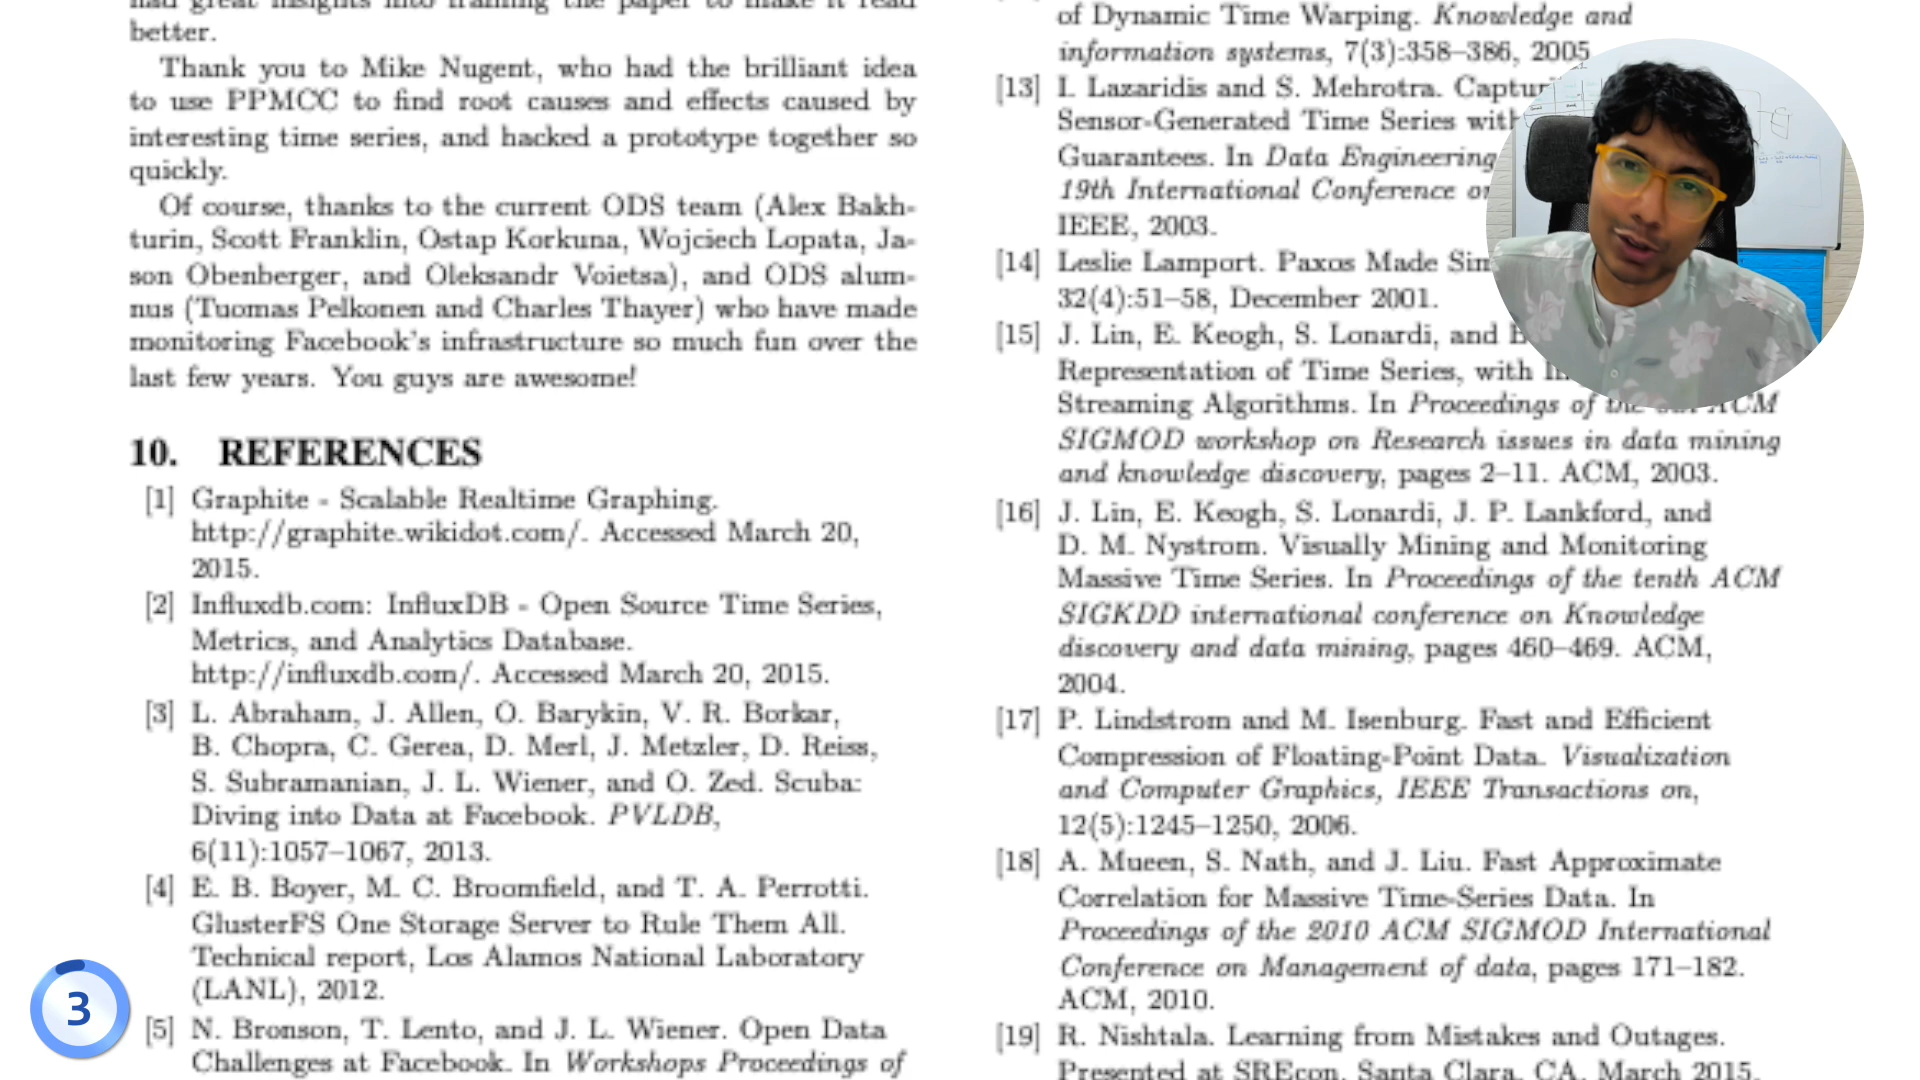 better.
Thank you to Mike Nugent, who had the brilliant idea
to use PPMCC to find root causes and effects caused by
interesting time series, and hacked a prototype together so
quickly.
Of course, thanks to the current ODS team (Alex Bakh-
turin, Scott Franklin, Ostap Korkuna, Wojciech Lopata, Ja-
son Obenberger, and Oleksandr Voietsa), and ODS alum-
nus (Tuomas Pelkonen and Charles Thayer) who have made
monitoring Facebook's infrastructure so much fun over the
last few years. You guys are awesome!
10. REFERENCES
[1] Graphite - Scalable Realtime Graphing.
http://graphite.wikidot.com/. Accessed March 20,
2015.
[2] Influxdb.com: InfluxDB - Open Source Time Series,
Metrics, and Analytics Database.
http://influxdb.com/. Accessed March 20, 2015.
[3] L. Abraham, J. Allen, O. Barykin, V. R. Borkar,
B. Chopra, C. Gerea, D. Merl, J. Metzler, D. Reiss,
S. Subramanian, J. L. Wiener, and O. Zed. Scuba:
Diving into Data at Facebook. PVLDB,
6(11):1057–1067, 2013.
[4] E. B. Boyer, M. C. Broomfield, and T. A. Perrotti.
GlusterFS One Storage Server to Rule Them All.
Technical report, Los Alamos National Laboratory
(LANL), 2012.
[5] N. Bronson, T. Lento, and J. L. Wiener. Open Data
Challenges at Facebook. In Workshops Proceedings of
of Dynamic Time Warping. Knowledge and
information systems, 7(3):358–386, 2005
[13] I. Lazaridis and S. Mehrotra.
Sensor-Generated Time Series
Guarantees. In Data Engineering
19th International Conference
IEEE, 2003.
[14] Leslie Lamport. Paxos Made
32(4):51–58, December 2001.
[15] J. Lin, E. Keogh, S. Lonardi, and
Representation of Time Series, with
Streaming Algorithms. In Proceedings of the ACM
SIGMOD workshop on Research issues in data mining
and knowledge discovery, pages 2–11. ACM, 2003.
[16] J. Lin, E. Keogh, S. Lonardi, J. P. Lankford, and
D. M. Nystrom. Visually Mining and Monitoring
Massive Time Series. In Proceedings of the tenth ACM
SIGKDD international conference on Knowledge
discovery and data mining, pages 460–469. ACM,
2004.
[17] P. Lindstrom and M. Isenburg. Fast and Efficient
Compression of Floating-Point Data. Visualization
and Computer Graphics, IEEE Transactions on,
12(5):1245–1250, 2006.
[18] A. Mueen, S. Nath, and J. Liu. Fast Approximate
Correlation for Massive Time-Series Data. In
Proceedings of the 2010 ACM SIGMOD International
Conference on Management of data, pages 171–182.
ACM, 2010.
[19] R. Nishtala. Learning from Mistakes and Outages.
Presented at SREcon, Santa Clara, CA, March 2015.
3